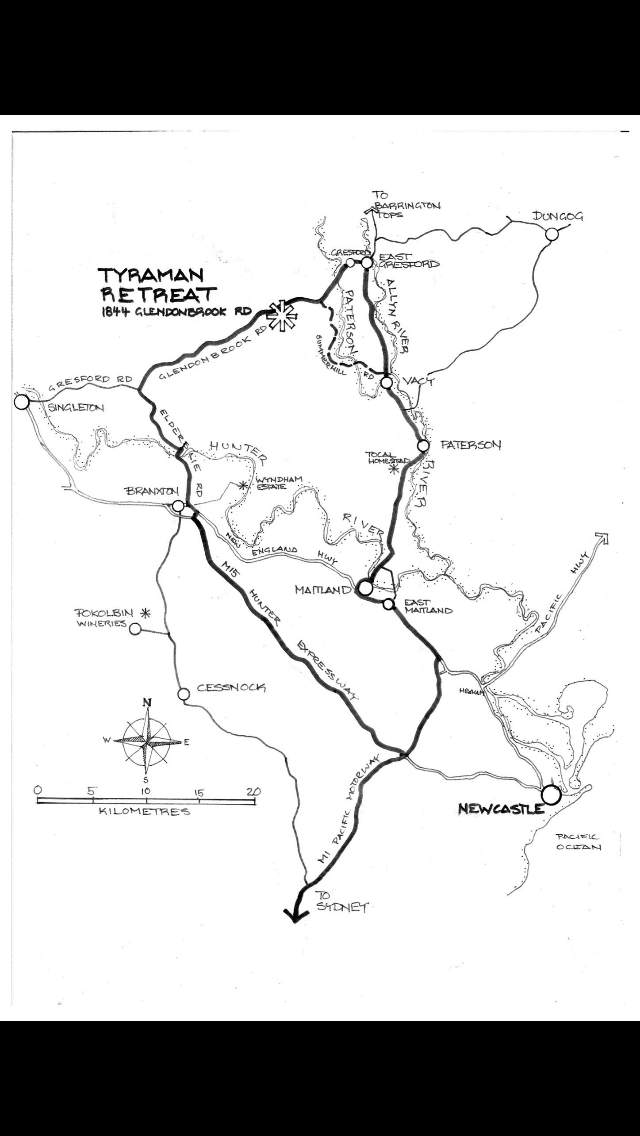 TO
BARRINGTON
TOPS
DUNGOG
GRESFORD
EAST
GRESFORD
TYRAMAN
RETREAT
1844 GLENDONBROOK RD
GLENDONBROOK RD
PATERSON
ALLYN RIVER
SUMMERHILL
RD
VACY
GRESFORD RD
SINGLETON
ELDERSLIE RD
HUNTER
RIVER
PATERSON
TOCAL
HOMESTEAD
RIVER
WYNDHAM
ESTATE
BRANXTON
NEW ENGLAND HWY
MAITLAND
EAST
MAITLAND
M15 HUNTER EXPRESSWAY
PACIFIC HWY
POKOLBIN
WINERIES
CESSNOCK
HEXAM
N
W
E
S
0 5 10 15 20
KILOMETRES
M1 PACIFIC MOTORWAY
NEWCASTLE
PACIFIC
OCEAN
TO
SYDNEY